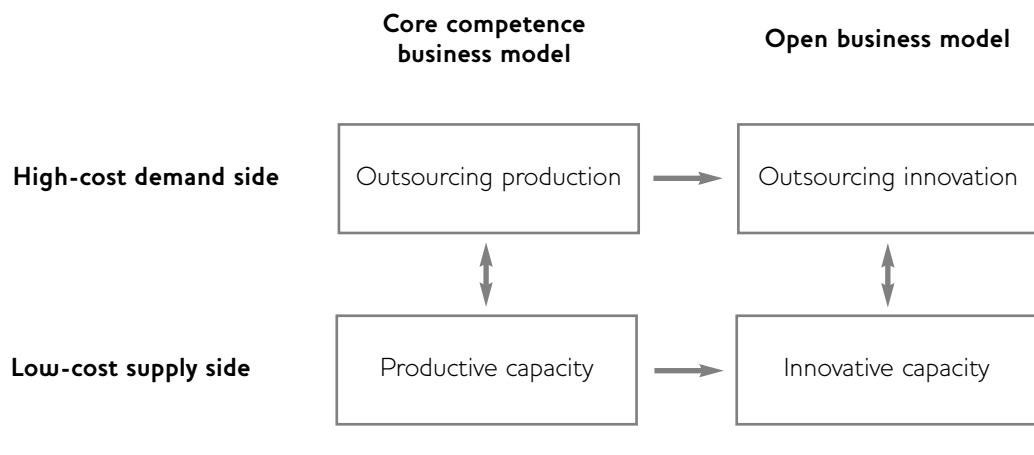 Core competence
business model
Open business model
High-cost demand side
Outsourcing production
Outsourcing innovation
Low-cost supply side
Productive capacity
Innovative capacity